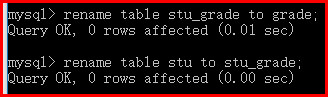 mysql> rename table stu_grade to grade;
Query OK, 0 rows affected (0.01 sec)
mysql> rename table stu to stu_grade;
Query OK, 0 rows affected (0.00 sec)